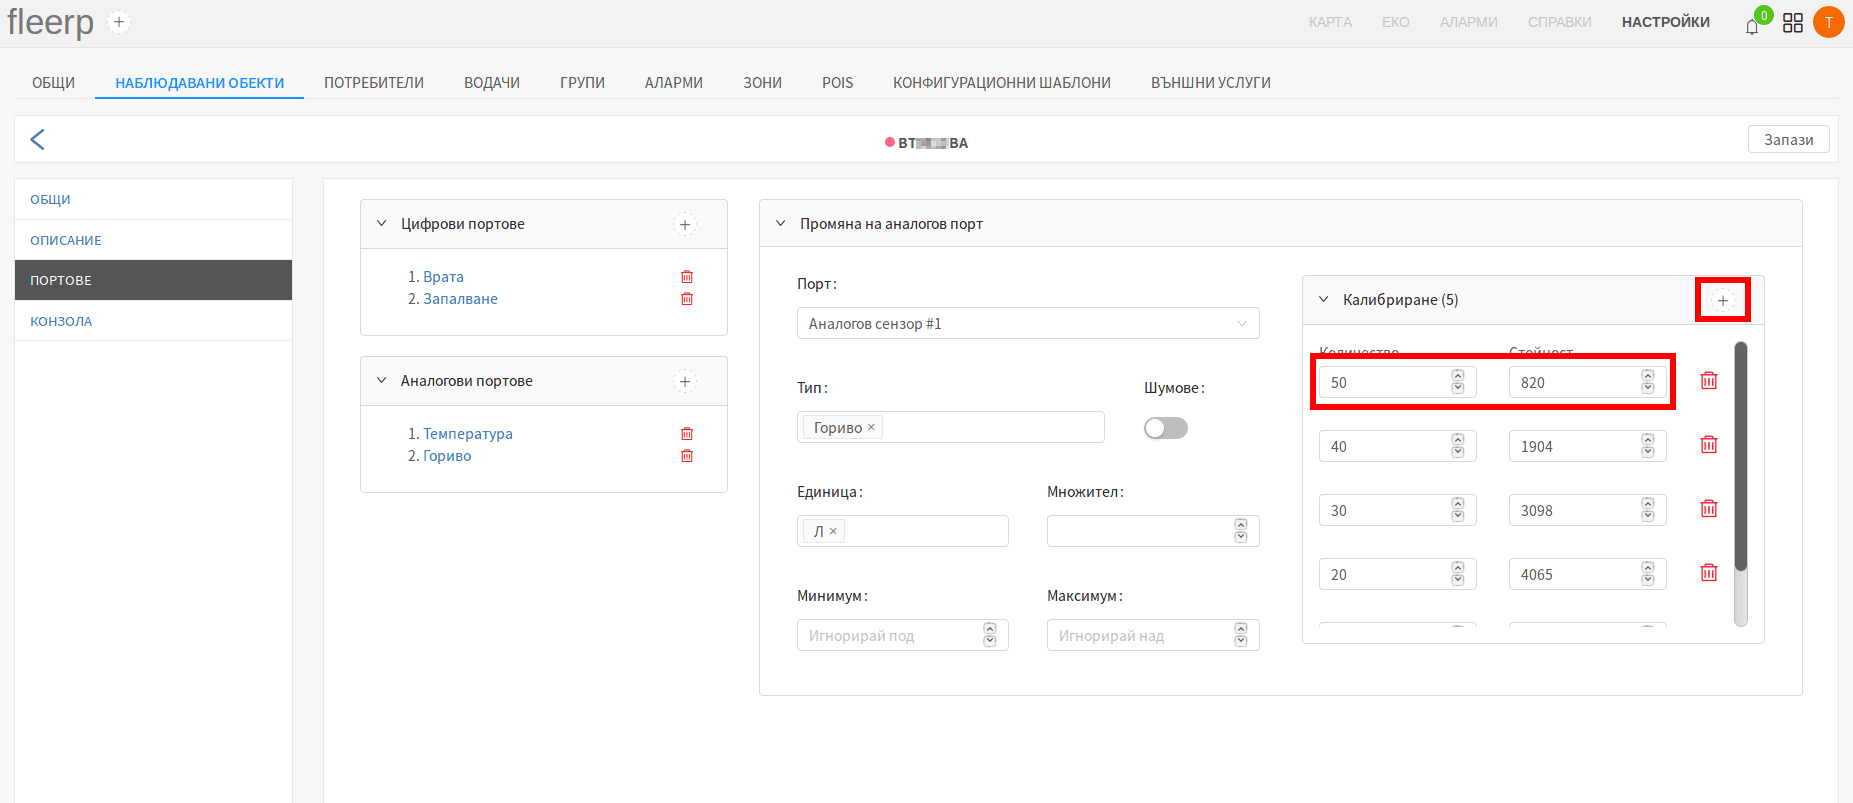 fleerp +
КАРТА ЕКО АЛАРМИ СПРАВКИ НАСТРОЙКИ 0 T
ОБЩИ НАБЛЮДАВАНИ ОБЕКТИ ПОТРЕБИТЕЛИ ВОДАЧИ ГРУПИ АЛАРМИ ЗОНИ POIS КОНФИГУРАЦИОННИ ШАБЛОНИ ВЪНШНИ УСЛУГИ
BT BA
Запази
ОБЩИ
ОПИСАНИЕ
ПОРТОВЕ
КОНЗОЛА
Цифрови портове
1. Врата
2. Запалване
Аналогови портове
1. Температура
2. Гориво
Промяна на аналогов порт
Порт:
Аналогов сензор #1
Тип:
Гориво ×
Шумове:
Единица:
Л ×
Множител:
Минимум:
Игнорирай под
Максимум:
Игнорирай над
Калибриране (5)
Количество Стойност
50 820
40 1904
30 3098
20 4065